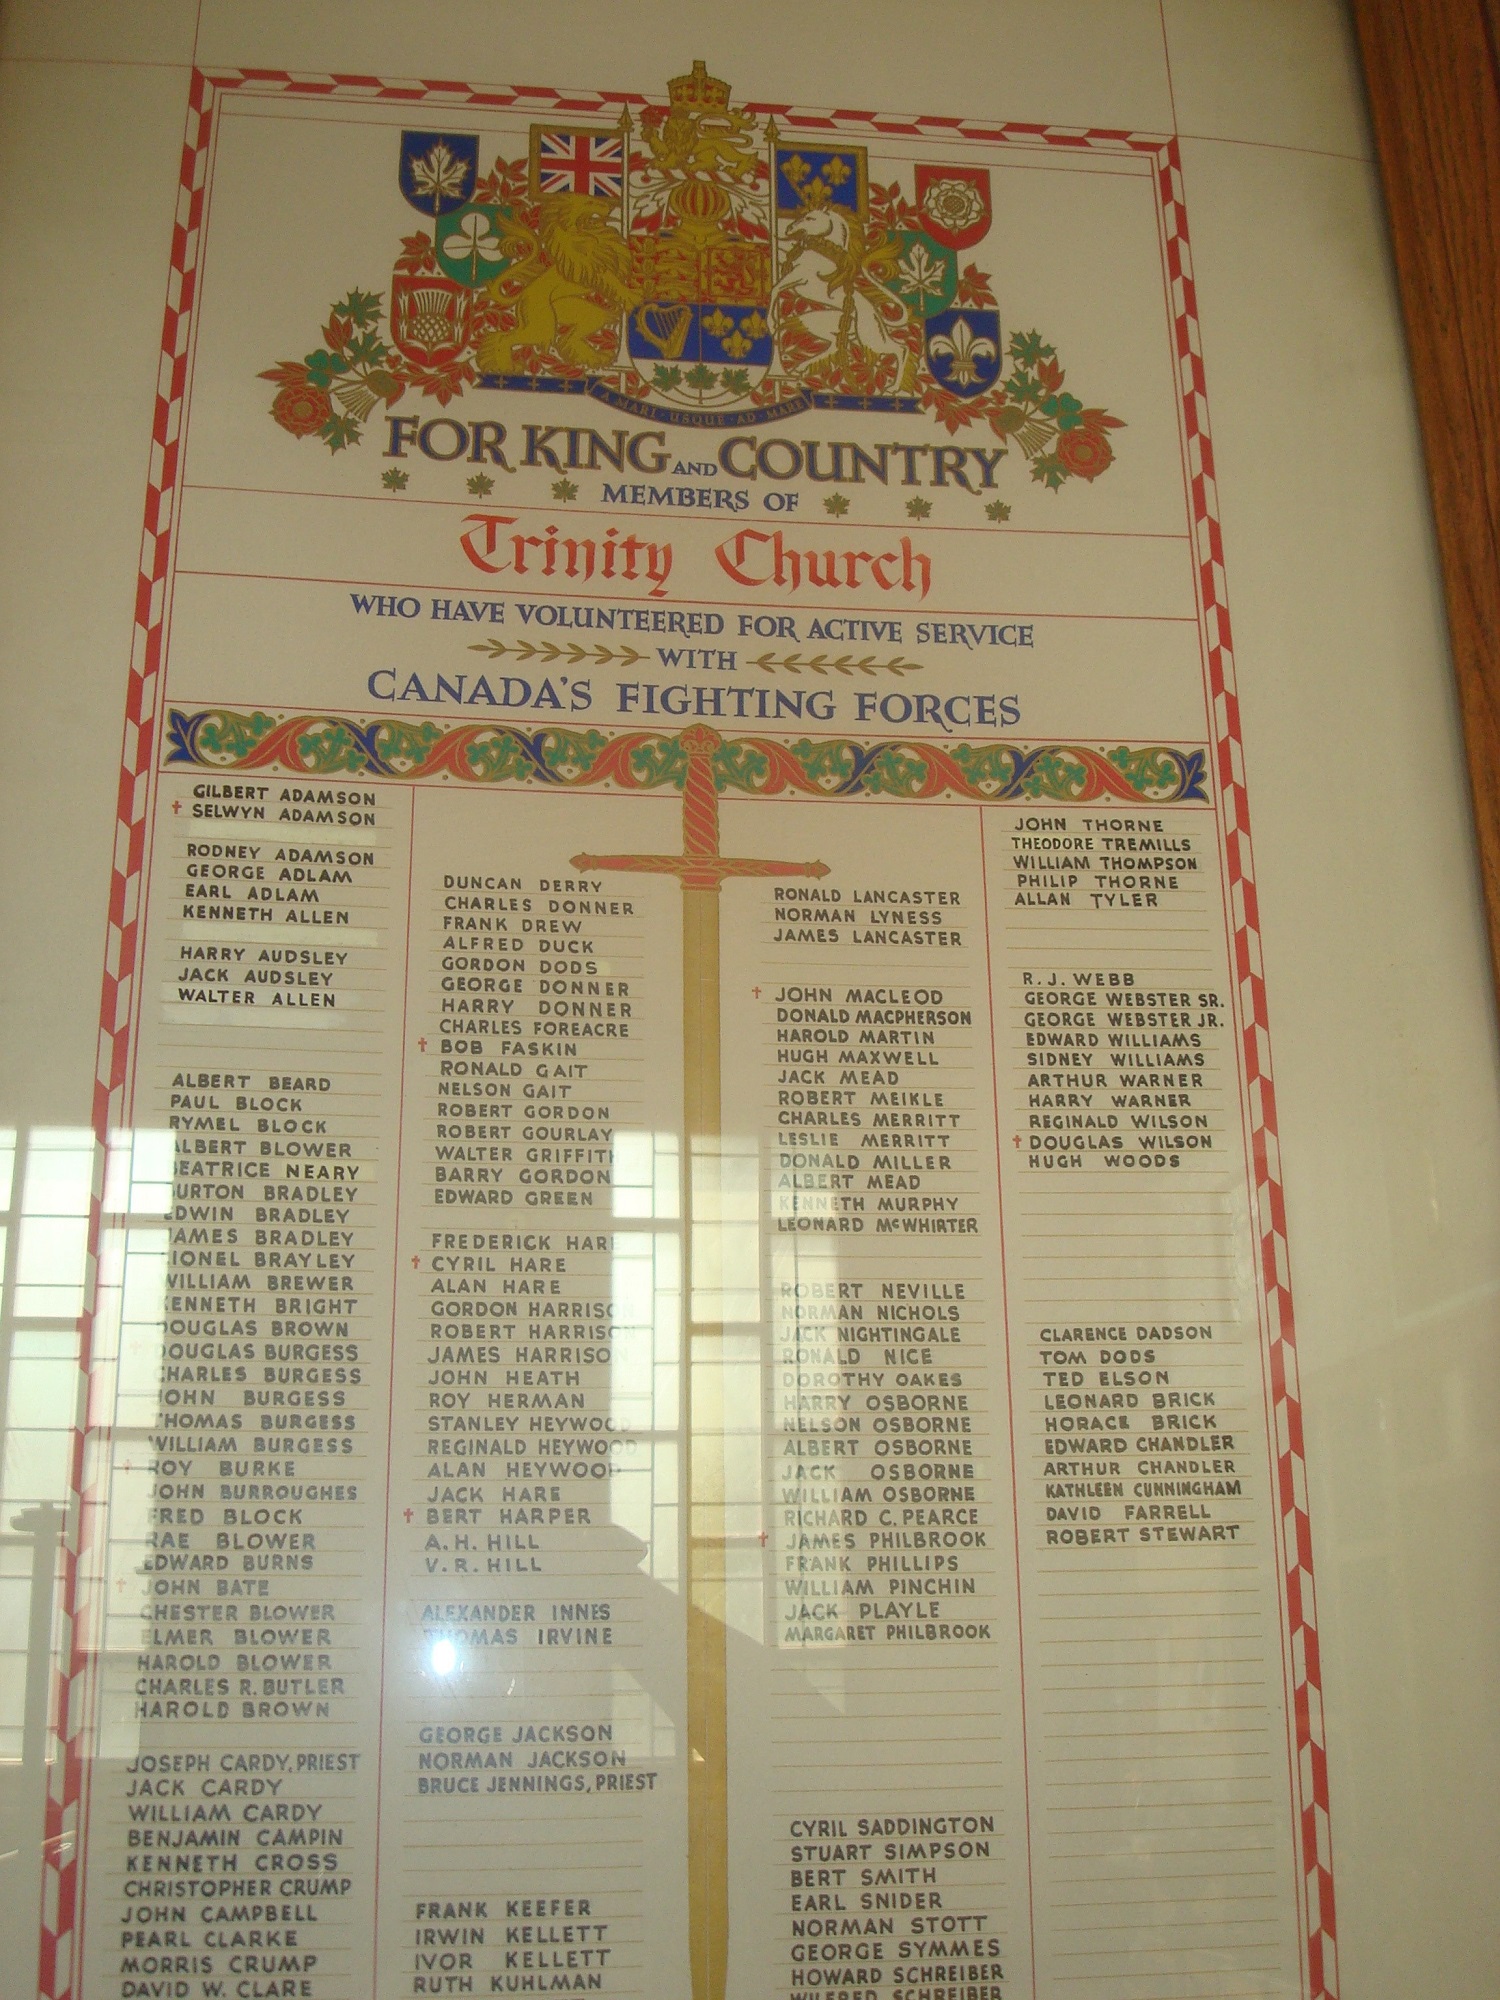 A MARI · USQUE · AD · MARE
FOR KING AND COUNTRY
MEMBERS OF
Trinity Church
WHO HAVE VOLUNTEERED FOR ACTIVE SERVICE
WITH
CANADA'S FIGHTING FORCES
GILBERT ADAMSON
† SELWYN ADAMSON
RODNEY ADAMSON
GEORGE ADLAM
EARL ADLAM
KENNETH ALLEN
HARRY AUDSLEY
JACK AUDSLEY
WALTER ALLEN
ALBERT BEARD
PAUL BLOCK
RYMEL BLOCK
ALBERT BLOWER
BEATRICE NEARY
BURTON BRADLEY
EDWIN BRADLEY
JAMES BRADLEY
LIONEL BRAYLEY
WILLIAM BREWER
KENNETH BRIGHT
DOUGLAS BROWN
† DOUGLAS BURGESS
CHARLES BURGESS
JOHN BURGESS
THOMAS BURGESS
WILLIAM BURGESS
† ROY BURKE
JOHN BURROUGHES
FRED BLOCK
RAE BLOWER
EDWARD BURNS
† JOHN BATE
CHESTER BLOWER
ELMER BLOWER
HAROLD BLOWER
CHARLES R. BUTLER
HAROLD BROWN
JOSEPH CARDY, PRIEST
JACK CARDY
WILLIAM CARDY
BENJAMIN CAMPIN
KENNETH CROSS
CHRISTOPHER CRUMP
JOHN CAMPBELL
PEARL CLARKE
MORRIS CRUMP
DAVID W. CLARE
DUNCAN DERRY
CHARLES DONNER
FRANK DREW
ALFRED DUCK
GORDON DODS
GEORGE DONNER
HARRY DONNER
CHARLES FOREACRE
† BOB FASKIN
RONALD GAIT
NELSON GAIT
ROBERT GORDON
ROBERT GOURLAY
WALTER GRIFFITH
BARRY GORDON
EDWARD GREEN
FREDERICK HARE
† CYRIL HARE
ALAN HARE
GORDON HARRISON
ROBERT HARRISON
JAMES HARRISON
JOHN HEATH
ROY HERMAN
STANLEY HEYWOOD
REGINALD HEYWOOD
ALAN HEYWOOD
JACK HARE
† BERT HARPER
A. H. HILL
V. R. HILL
ALEXANDER INNES
THOMAS IRVINE
GEORGE JACKSON
NORMAN JACKSON
BRUCE JENNINGS, PRIEST
FRANK KEEFER
IRWIN KELLETT
IVOR KELLETT
RUTH KUHLMAN
RONALD LANCASTER
NORMAN LYNESS
JAMES LANCASTER
† JOHN MACLEOD
DONALD MACPHERSON
HAROLD MARTIN
HUGH MAXWELL
JACK MEAD
ROBERT MEIKLE
CHARLES MERRITT
LESLIE MERRITT
DONALD MILLER
ALBERT MEAD
KENNETH MURPHY
LEONARD McWHIRTER
ROBERT NEVILLE
NORMAN NICHOLS
JACK NIGHTINGALE
RONALD NICE
DOROTHY OAKES
HARRY OSBORNE
NELSON OSBORNE
ALBERT OSBORNE
JACK OSBORNE
WILLIAM OSBORNE
RICHARD C. PEARCE
† JAMES PHILBROOK
FRANK PHILLIPS
WILLIAM PINCHIN
JACK PLAYLE
MARGARET PHILBROOK
CYRIL SADDINGTON
STUART SIMPSON
BERT SMITH
EARL SNIDER
NORMAN STOTT
GEORGE SYMMES
HOWARD SCHREIBER
WILFRED SCHREIBER
JOHN THORNE
THEODORE TREMILLS
WILLIAM THOMPSON
PHILIP THORNE
ALLAN TYLER
R. J. WEBB
GEORGE WEBSTER SR.
GEORGE WEBSTER JR.
EDWARD WILLIAMS
SIDNEY WILLIAMS
ARTHUR WARNER
HARRY WARNER
REGINALD WILSON
† DOUGLAS WILSON
HUGH WOODS
CLARENCE DADSON
TOM DODS
TED ELSON
LEONARD BRICK
HORACE BRICK
EDWARD CHANDLER
ARTHUR CHANDLER
KATHLEEN CUNNINGHAM
DAVID FARRELL
ROBERT STEWART